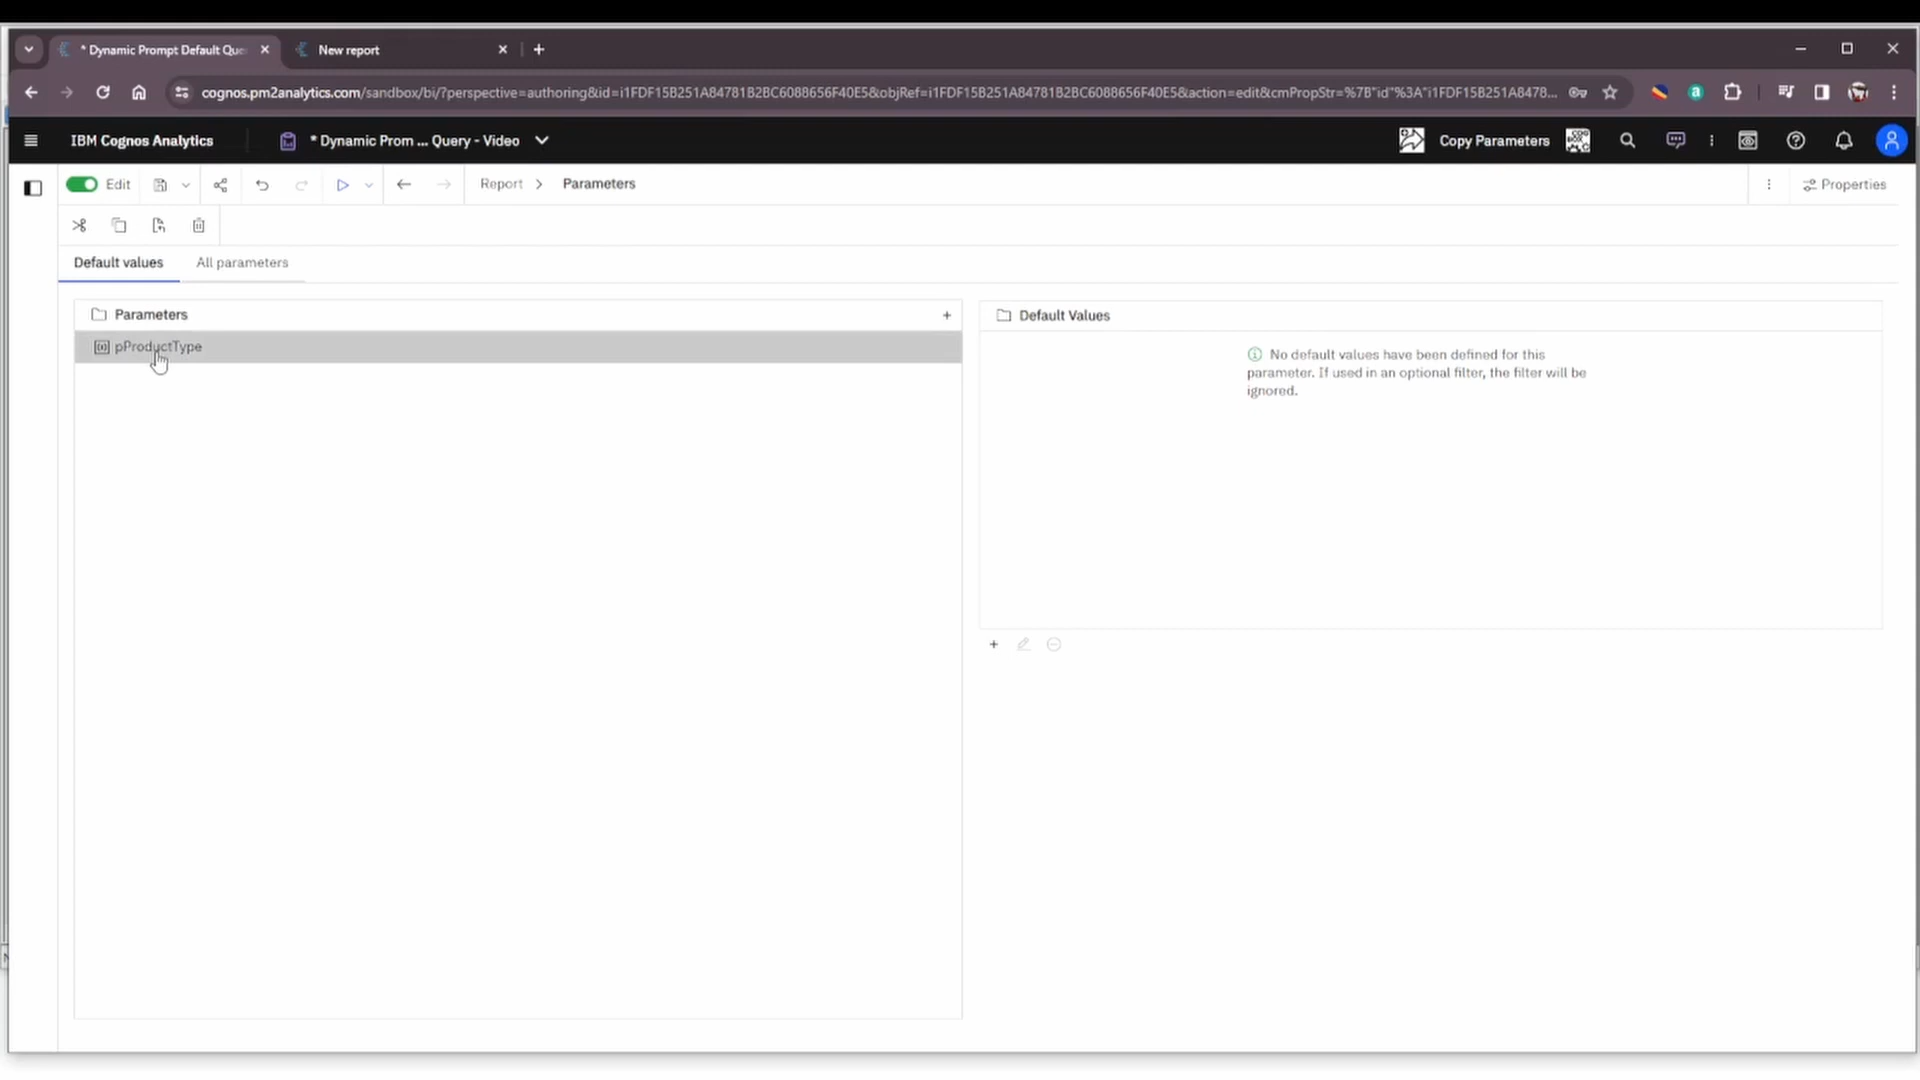 * Dynamic Prompt Default Que
New report
cognos.pm2analytics.com/sandbox/bi/?perspective=authoring&id=i1FDF15B251A84781B2BC6088656F40E5&objRef=i1FDF15B251A84781B2BC6088656F40E5&action=edit&cmPropStr=%7B"id"%3A"i1FDF15B251A8478...
IBM Cognos Analytics
* Dynamic Prom ... Query - Video
Copy Parameters
Edit
Report > Parameters
Properties
Default values
All parameters
Parameters
pProductType
Default Values
No default values have been defined for this
parameter. If used in an optional filter, the filter will be
ignored.